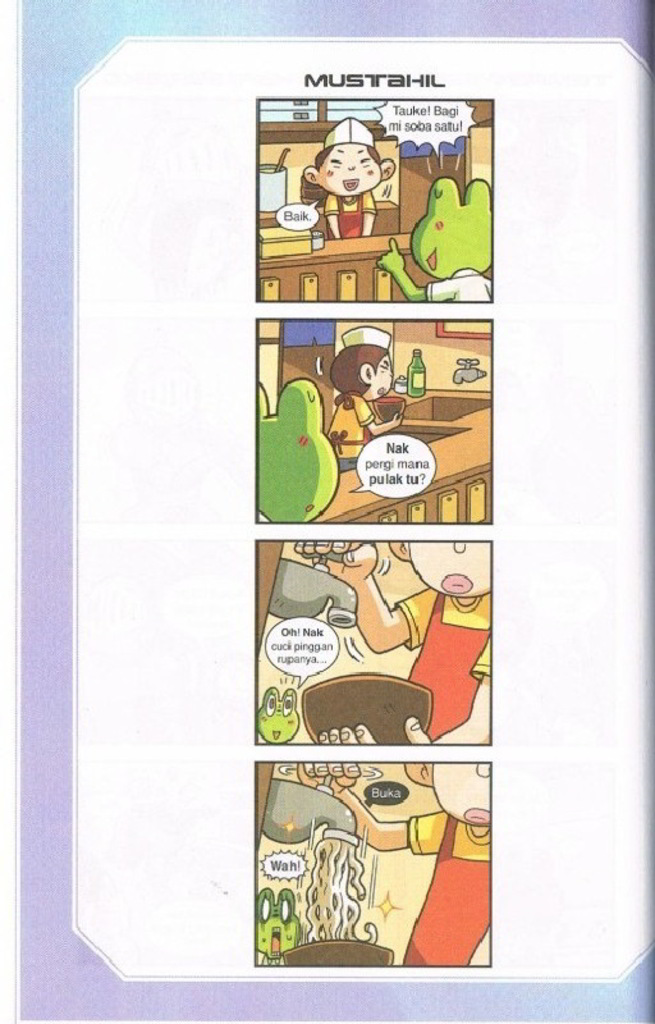 MUSTAHIL
Tauke! Bagi
mi soba satu!
Baik.
Nak
pergi mana
pulak tu?
Oh! Nak
cuci pinggan
rupanya...
Buka
Wah!